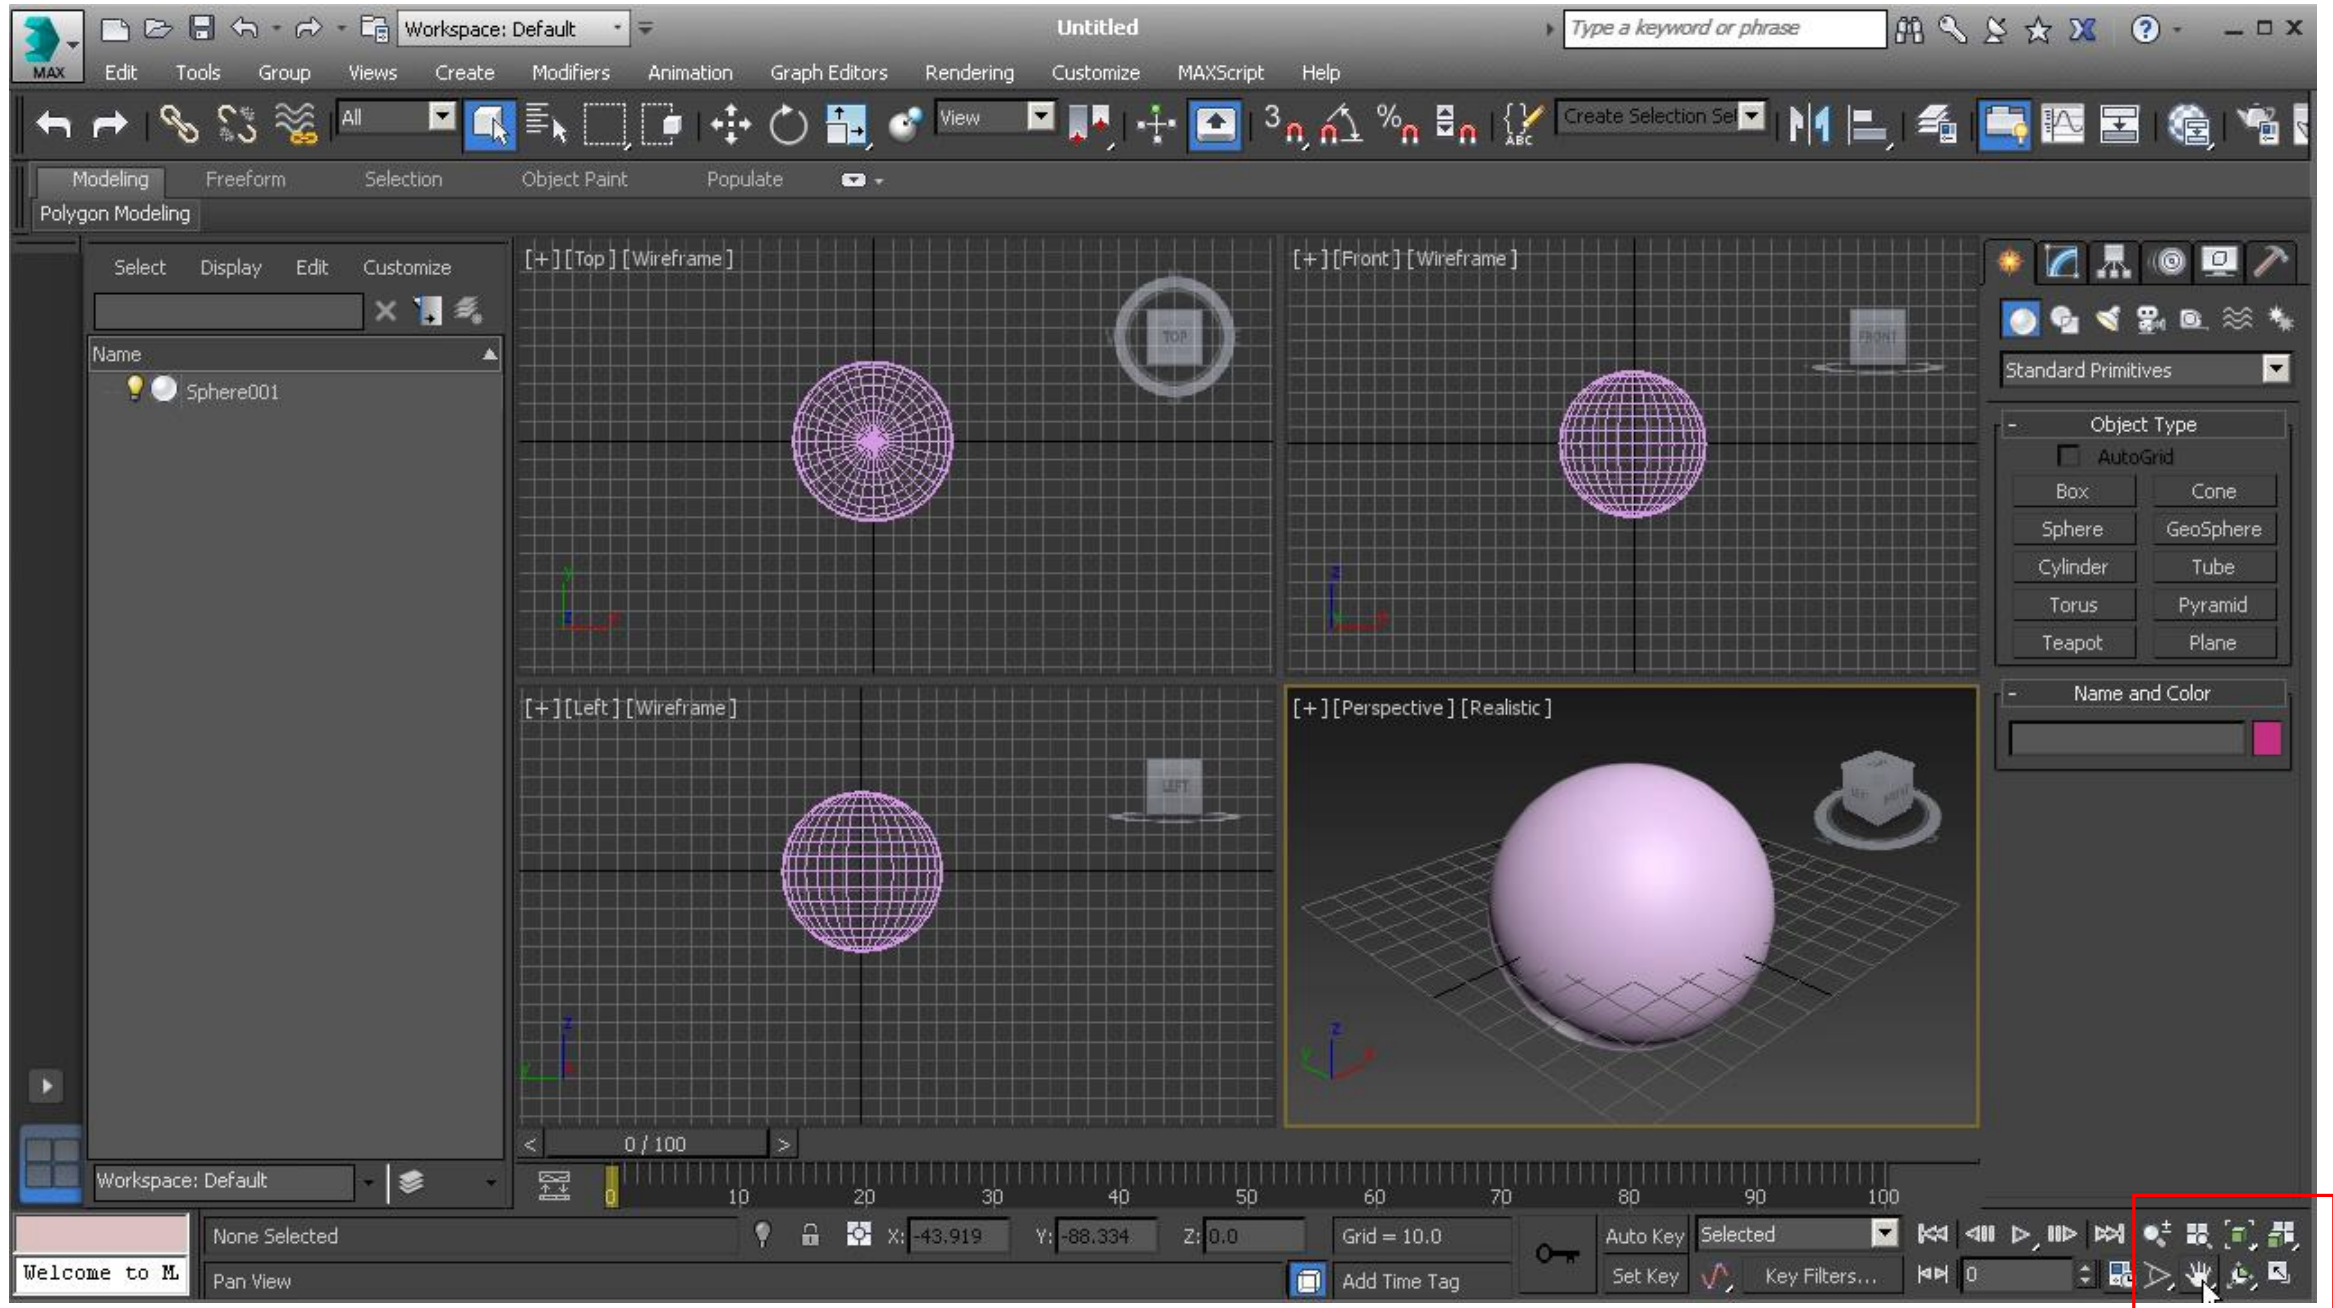 Workspace: Default
Untitled
Type a keyword or phrase
MAX
Edit Tools Group Views Create Modifiers Animation Graph Editors Rendering Customize MAXScript Help
All
View
3
%
ABC
Create Selection Se
Modeling Freeform Selection Object Paint Populate
Polygon Modeling
Select Display Edit Customize
Name
Sphere001
[+][Top][Wireframe]
TOP
y
z
x
[+][Front][Wireframe]
FRONT
z
x
[+][Left][Wireframe]
LEFT
z
y
[+][Perspective][Realistic]
z
y
x
Standard Primitives
- Object Type
AutoGrid
Box Cone
Sphere GeoSphere
Cylinder Tube
Torus Pyramid
Teapot Plane
- Name and Color
< 0 / 100 >
Workspace: Default
0 10 20 30 40 50 60 70 80 90 100
None Selected
X: -43.919 Y: -88.334 Z: 0.0
Grid = 10.0
Auto Key Selected
Welcome to M
Pan View
Add Time Tag
Set Key Key Filters...
0